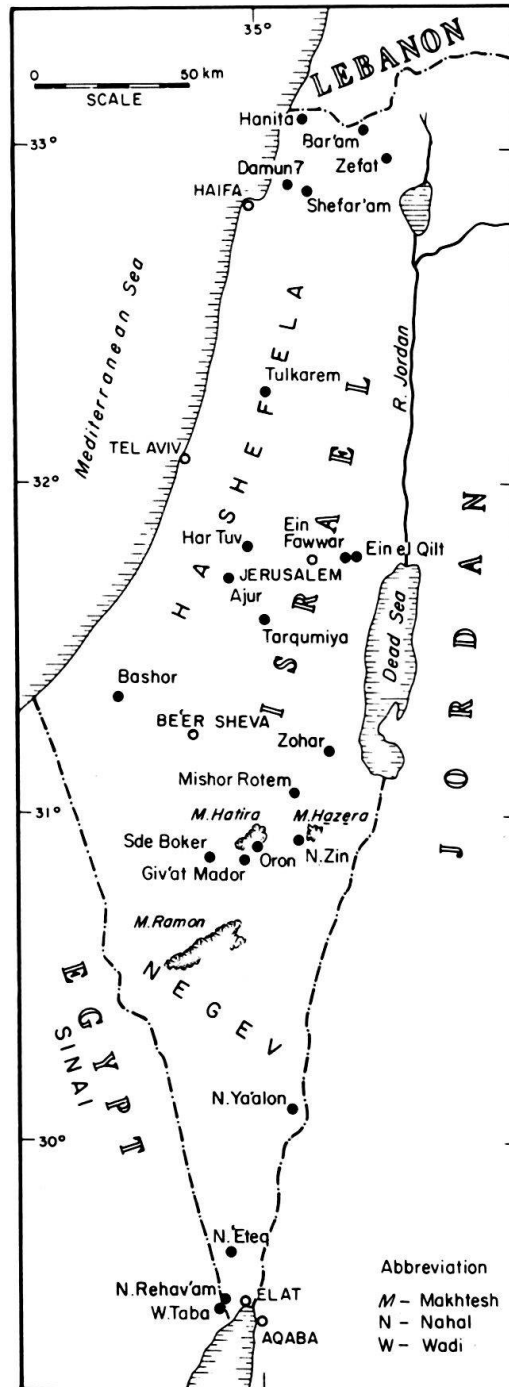 35°
LEBANON
0 50 km
SCALE
Hanita
Bar'am
33°
Zefat
Damun7
HAIFA
Shefar'am
Mediterranean Sea
HA SHEFELA
R. Jordan
Tulkarem
ISRAEL
TEL AVIV
32°
JORDAN
Ein
Fawwar
Har Tuv
Ein el Qilt
JERUSALEM
Ajur
Tarqumiya
Dead Sea
Bashor
BE'ER SHEVA
Zohar
Mishor Rotem
31°
M. Hatira
M. Hazera
Sde Boker
Oron
N. Zin
Giv'at Mador
M. Ramon
NEGEV
EGYPT
SINAI
N. Ya'alon
30°
N. Eteq
N. Rehav'am
ELAT
W. Taba
AQABA
Abbreviation
M – Makhtesh
N – Nahal
W – Wadi